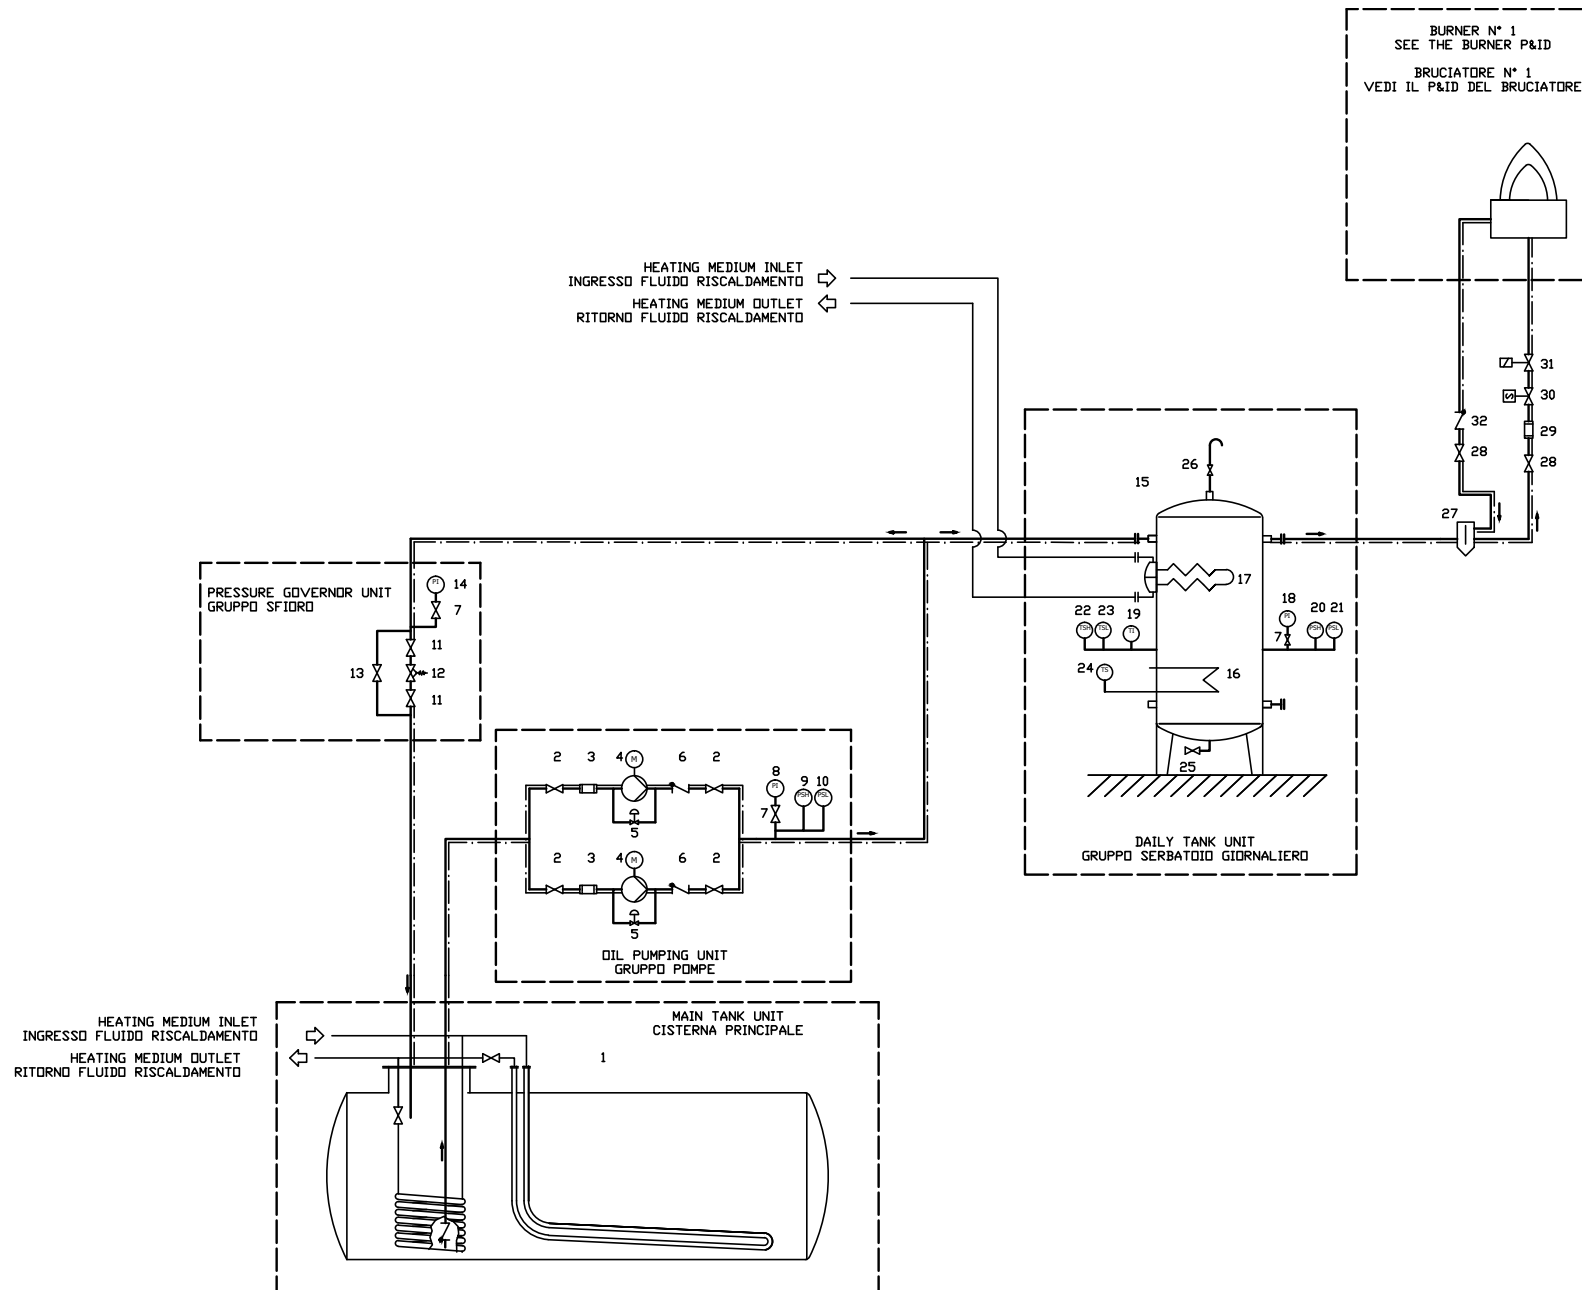 BURNER N° 1
SEE THE BURNER P&ID
BRUCIATORE N° 1
VEDI IL P&ID DEL BRUCIATORE
HEATING MEDIUM INLET
INGRESSO FLUIDO RISCALDAMENTO
HEATING MEDIUM OUTLET
RITORNO FLUIDO RISCALDAMENTO
31
30
32
29
28
28
27
26
15
17
22 23 19
TSH TSL TI
18 20 21
PI PSH PSL
7
24
TS
16
25
DAILY TANK UNIT
GRUPPO SERBATOIO GIORNALIERO
PRESSURE GOVERNOR UNIT
GRUPPO SFIORO
PI
14
7
11
13
12
11
2 3 4 M 6 2
5
8 9 10
PI PSH PSL
7
2 3 4 M 6 2
5
OIL PUMPING UNIT
GRUPPO POMPE
MAIN TANK UNIT
CISTERNA PRINCIPALE
HEATING MEDIUM INLET
INGRESSO FLUIDO RISCALDAMENTO
HEATING MEDIUM OUTLET
RITORNO FLUIDO RISCALDAMENTO
1